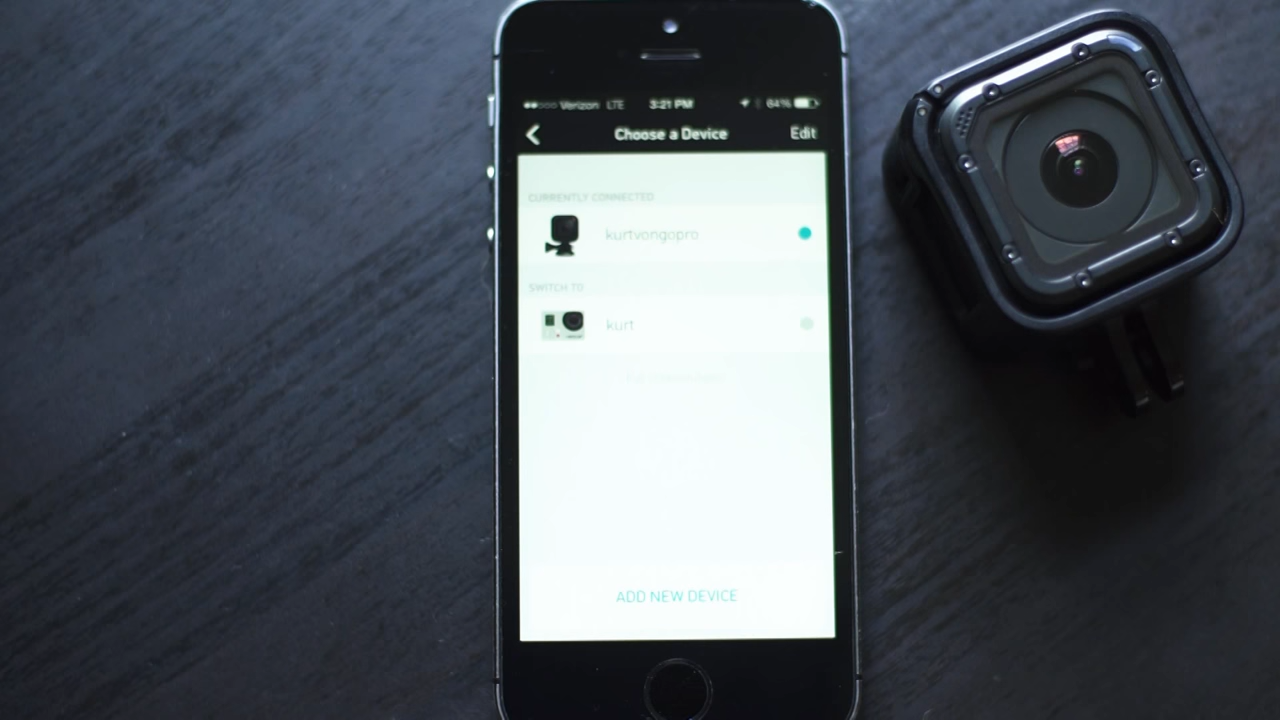 Verizon LTE 3:21 PM 64%
Choose a Device Edit
CURRENTLY CONNECTED
kurtvongopro
SWITCH TO
kurt
ADD NEW DEVICE